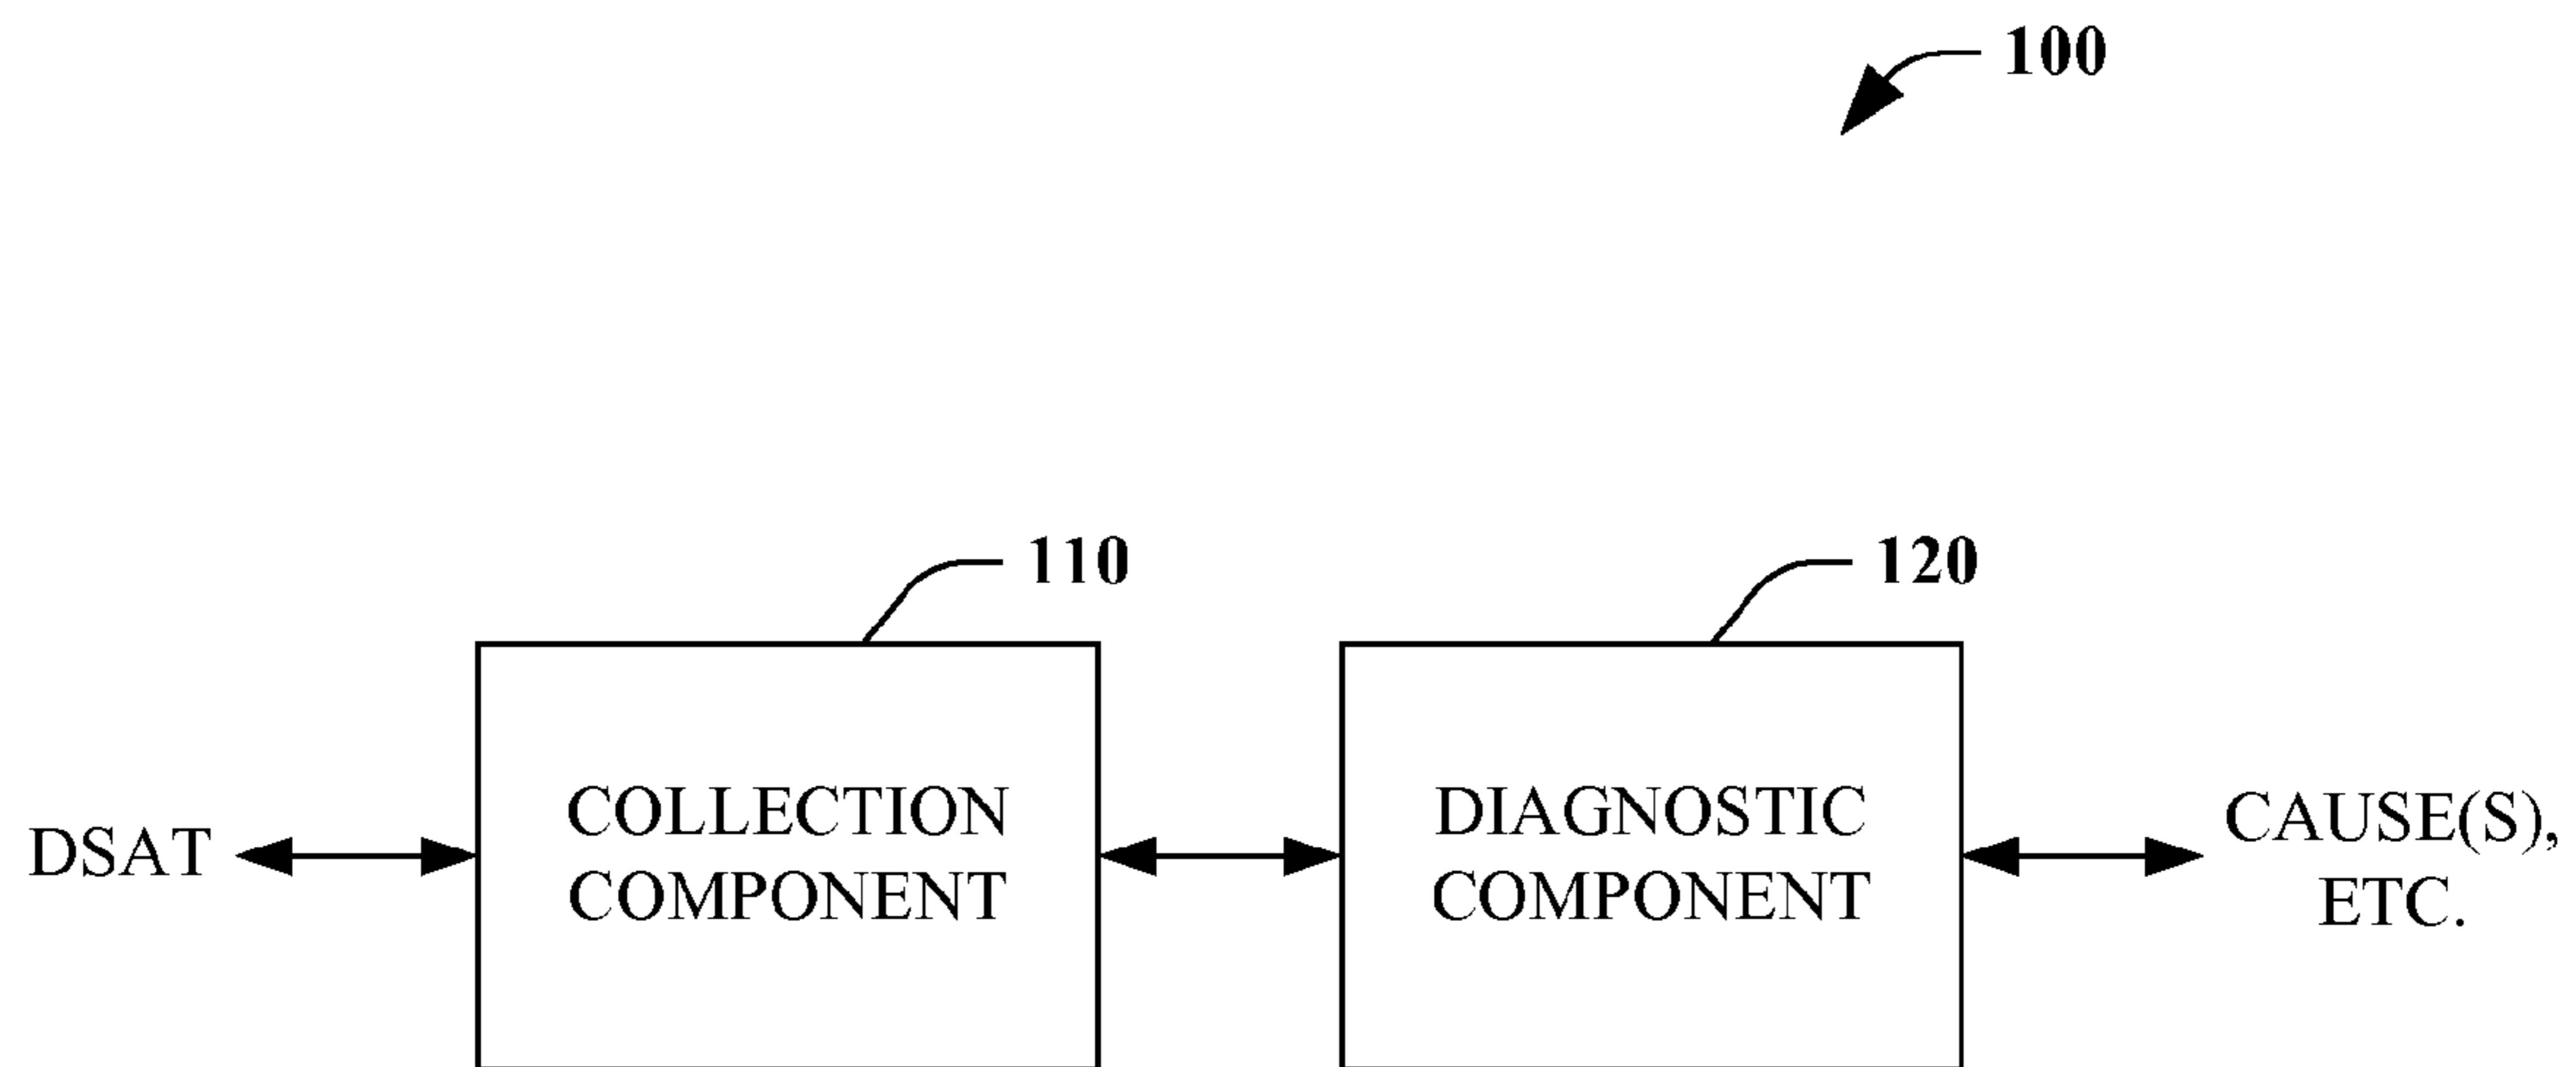 100
110
120
DSAT
COLLECTION
COMPONENT
DIAGNOSTIC
COMPONENT
CAUSE(S),
ETC.